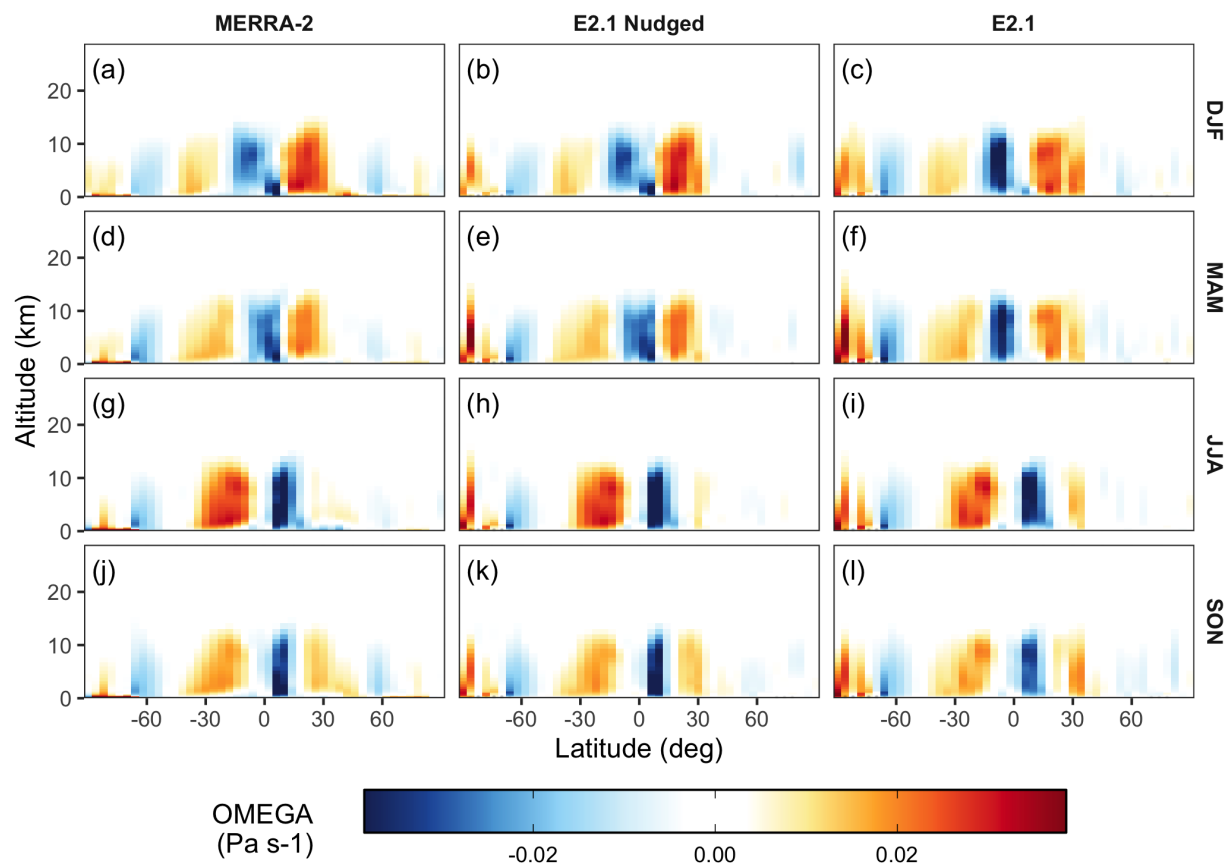 MERRA-2 E2.1 Nudged E2.1
(a) (b) (c)
20
10
0
DJF
(d) (e) (f)
20
10
0
MAM
Altitude (km)
(g) (h) (i)
20
10
0
JJA
(j) (k) (l)
20
10
0
SON
-60 -30 0 30 60 -60 -30 0 30 60 -60 -30 0 30 60
Latitude (deg)
OMEGA
(Pa s-1)
-0.02 0.00 0.02